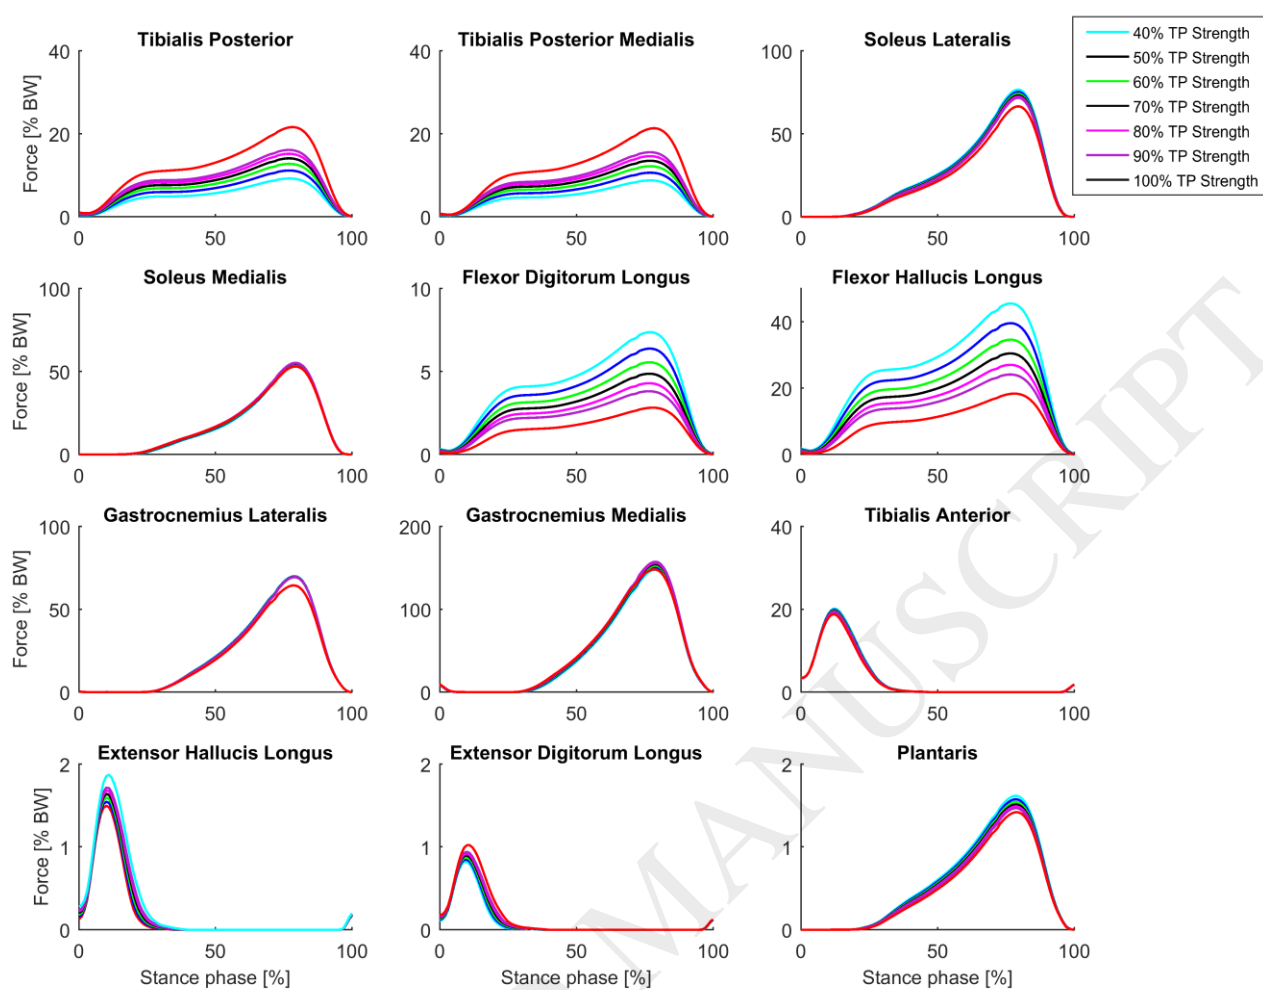 Tibialis Posterior
Force [% BW]
40
20
0
0 50 100
Tibialis Posterior Medialis
40
20
0
0 50 100
Soleus Lateralis
100
50
0
0 50 100
40% TP Strength
50% TP Strength
60% TP Strength
70% TP Strength
80% TP Strength
90% TP Strength
100% TP Strength
Soleus Medialis
Force [% BW]
100
50
0
0 50 100
Flexor Digitorum Longus
10
5
0
0 50 100
Flexor Hallucis Longus
40
20
0
0 50 100
Gastrocnemius Lateralis
Force [% BW]
100
50
0
0 50 100
Gastrocnemius Medialis
200
100
0
0 50 100
Tibialis Anterior
40
20
0
0 50 100
Extensor Hallucis Longus
Force [% BW]
2
1
0
0 50 100
Stance phase [%]
Extensor Digitorum Longus
2
1
0
0 50 100
Stance phase [%]
Plantaris
2
1
0
0 50 100
Stance phase [%]
MANUSCRIPT